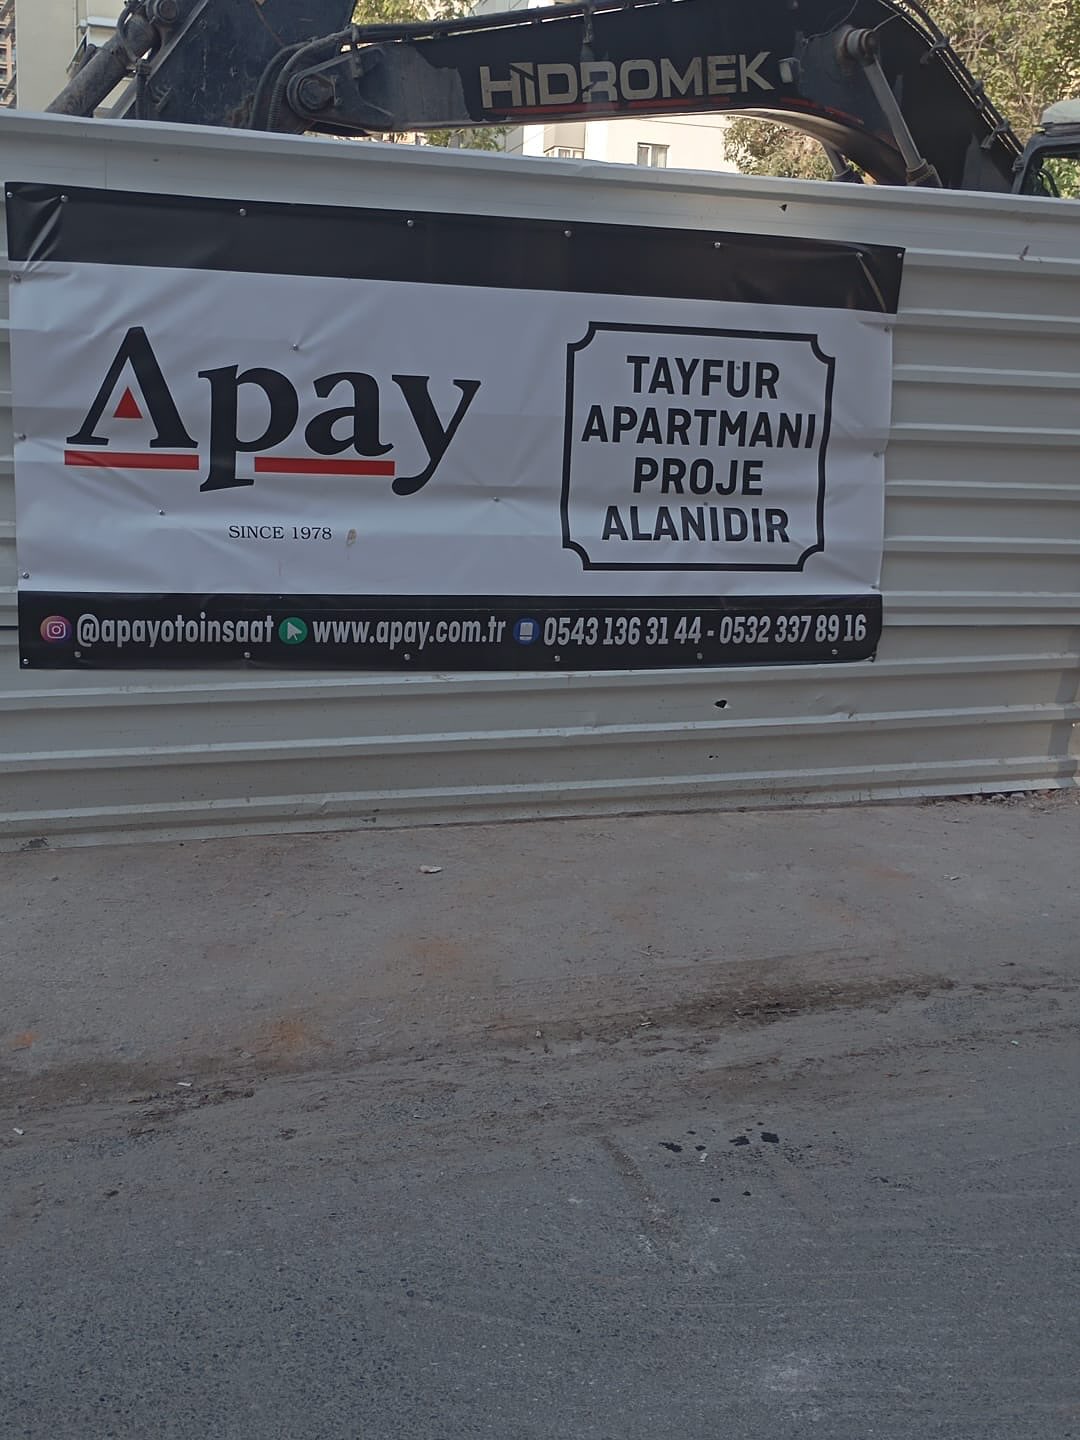 HİDROMEK
Apay
SINCE 1978
TAYFUR
APARTMANI
PROJE
ALANIDIR
@apayotoinsaat www.apay.com.tr 0543 136 31 44 - 0532 337 89 16